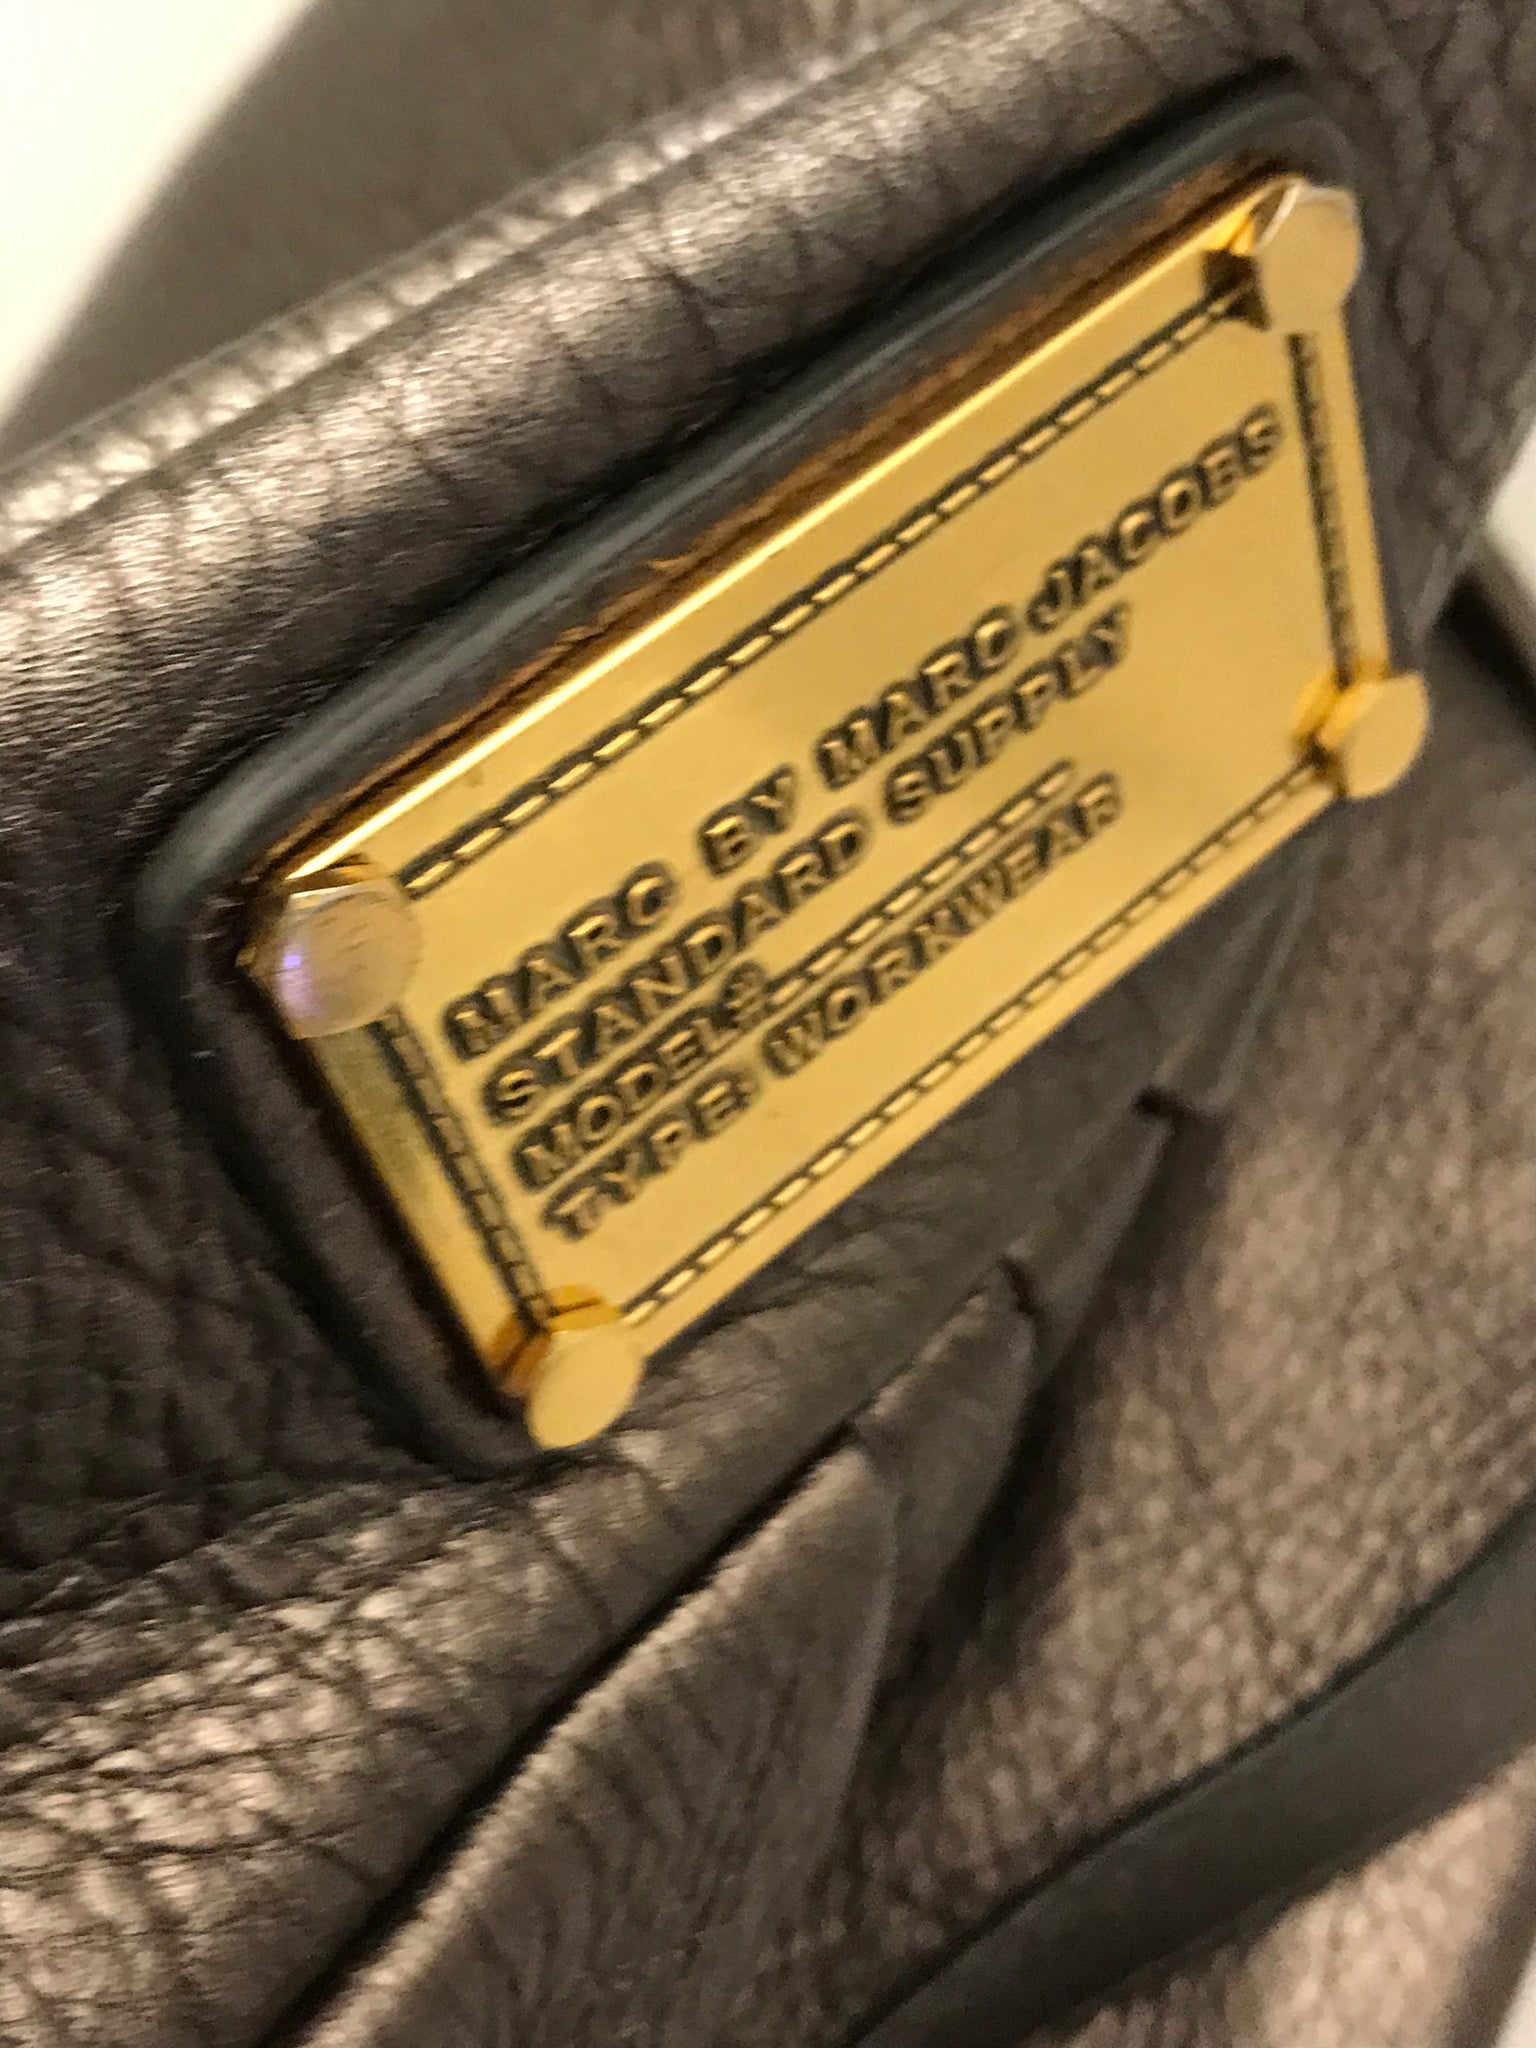 MARC BY MARC JACOBS
STANDARD SUPPLY
MODEL
TYPE: WORKWEAR